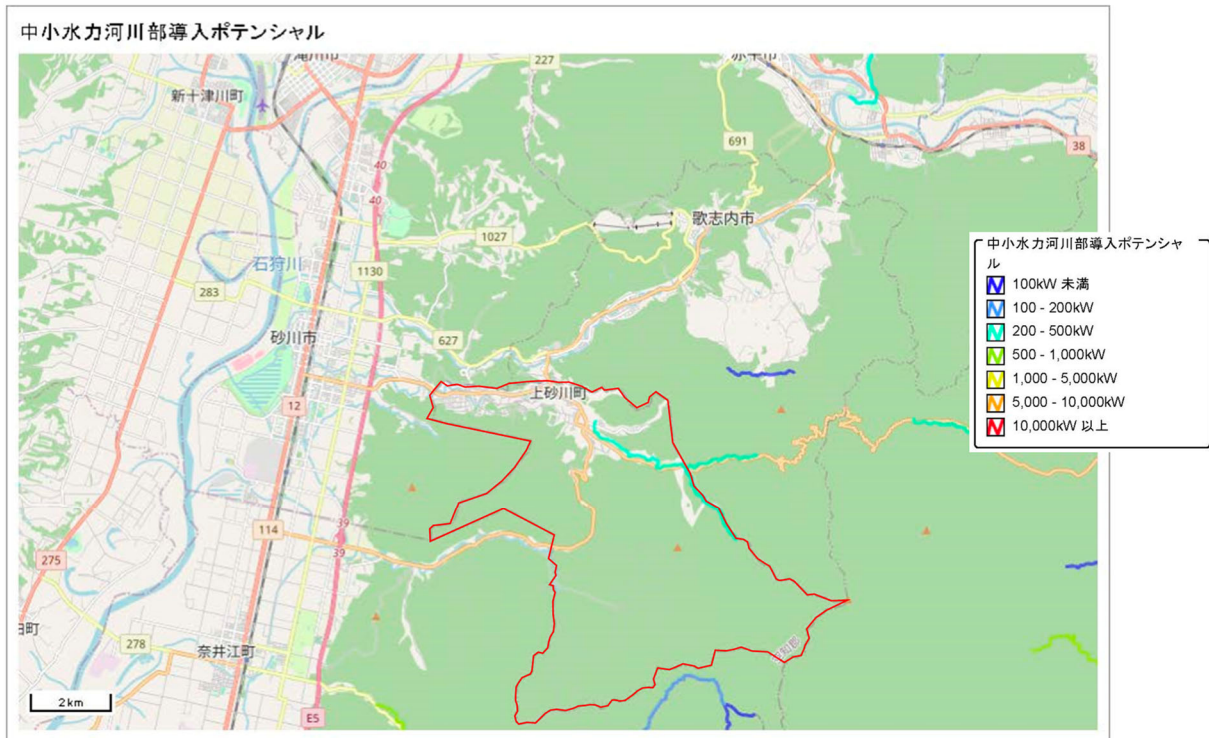 中小水力河川部導入ポテンシャル
滝川市
227
赤平市
新十津川町
691
38
40
40
歌志内市
1027
石狩川
1130
283
627
砂川市
上砂川町
12
39
114
39
275
空知郡
278
奈井江町
2km
E5
中小水力河川部導入ポテンシャ
ル
100kW 未満
100 - 200kW
200 - 500kW
500 - 1,000kW
1,000 - 5,000kW
5,000 - 10,000kW
10,000kW 以上